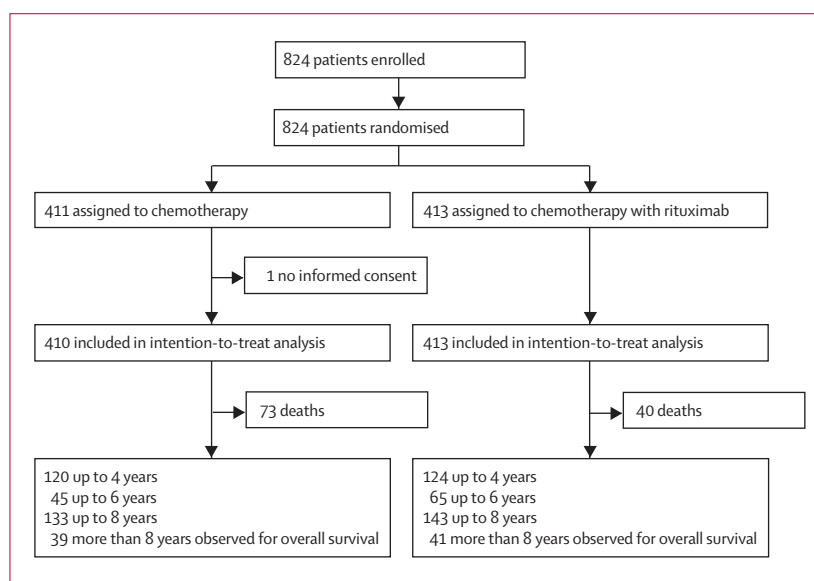 824 patients enrolled
824 patients randomised
411 assigned to chemotherapy
413 assigned to chemotherapy with rituximab
1 no informed consent
410 included in intention-to-treat analysis
413 included in intention-to-treat analysis
73 deaths
40 deaths
120 up to 4 years
45 up to 6 years
133 up to 8 years
39 more than 8 years observed for overall survival
124 up to 4 years
65 up to 6 years
143 up to 8 years
41 more than 8 years observed for overall survival